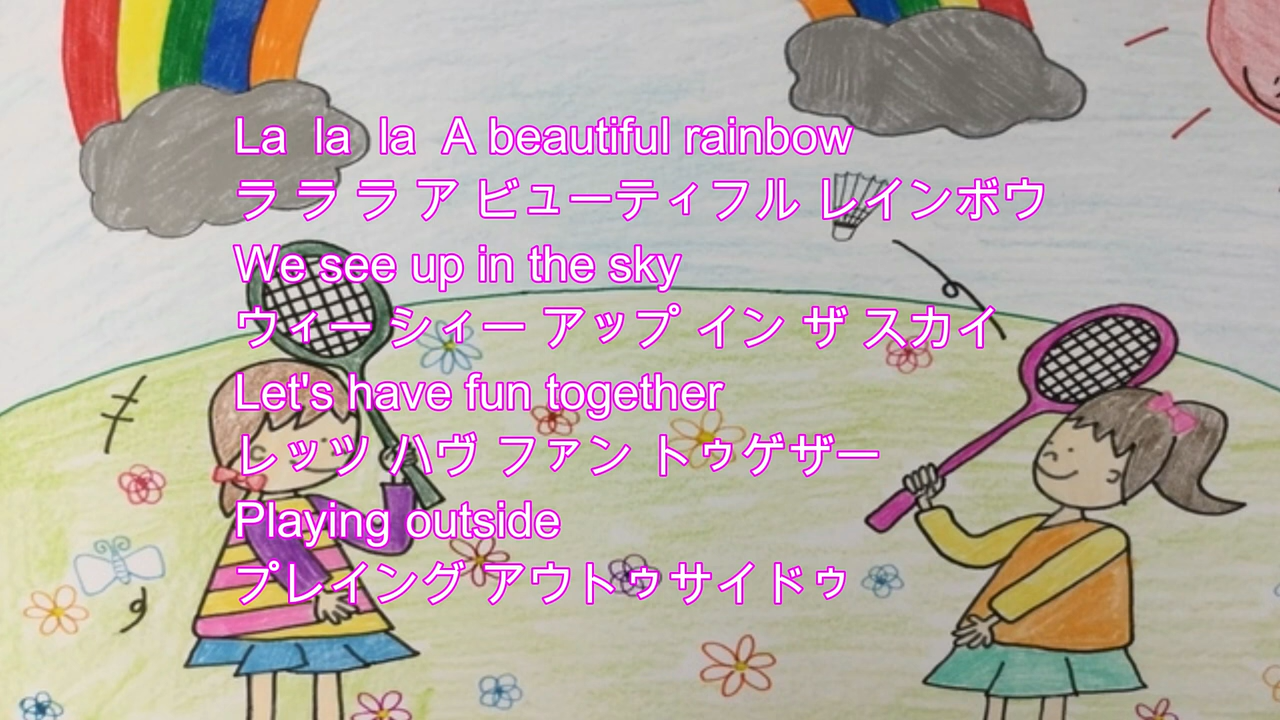 La la la A beautiful rainbow
ラ ラ ラ ア ビューティフル レインボウ
We see up in the sky
ウィー シィー アップ イン ザ スカイ
Let's have fun together
レッツ ハヴ ファン トゥゲザー
Playing outside
プレイング アウトゥサイドゥ